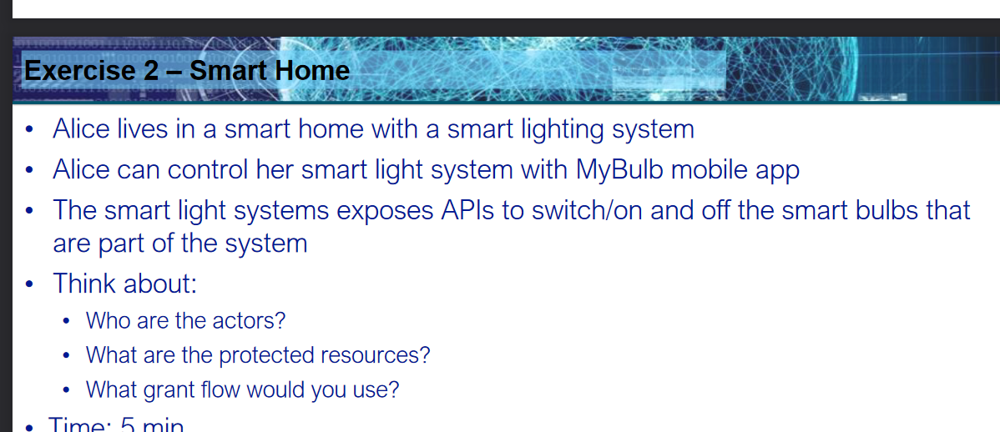 Exercise 2 – Smart Home
• Alice lives in a smart home with a smart lighting system
• Alice can control her smart light system with MyBulb mobile app
• The smart light systems exposes APIs to switch/on and off the smart bulbs that
are part of the system
• Think about:
• Who are the actors?
• What are the protected resources?
• What grant flow would you use?
• Time: 5 min